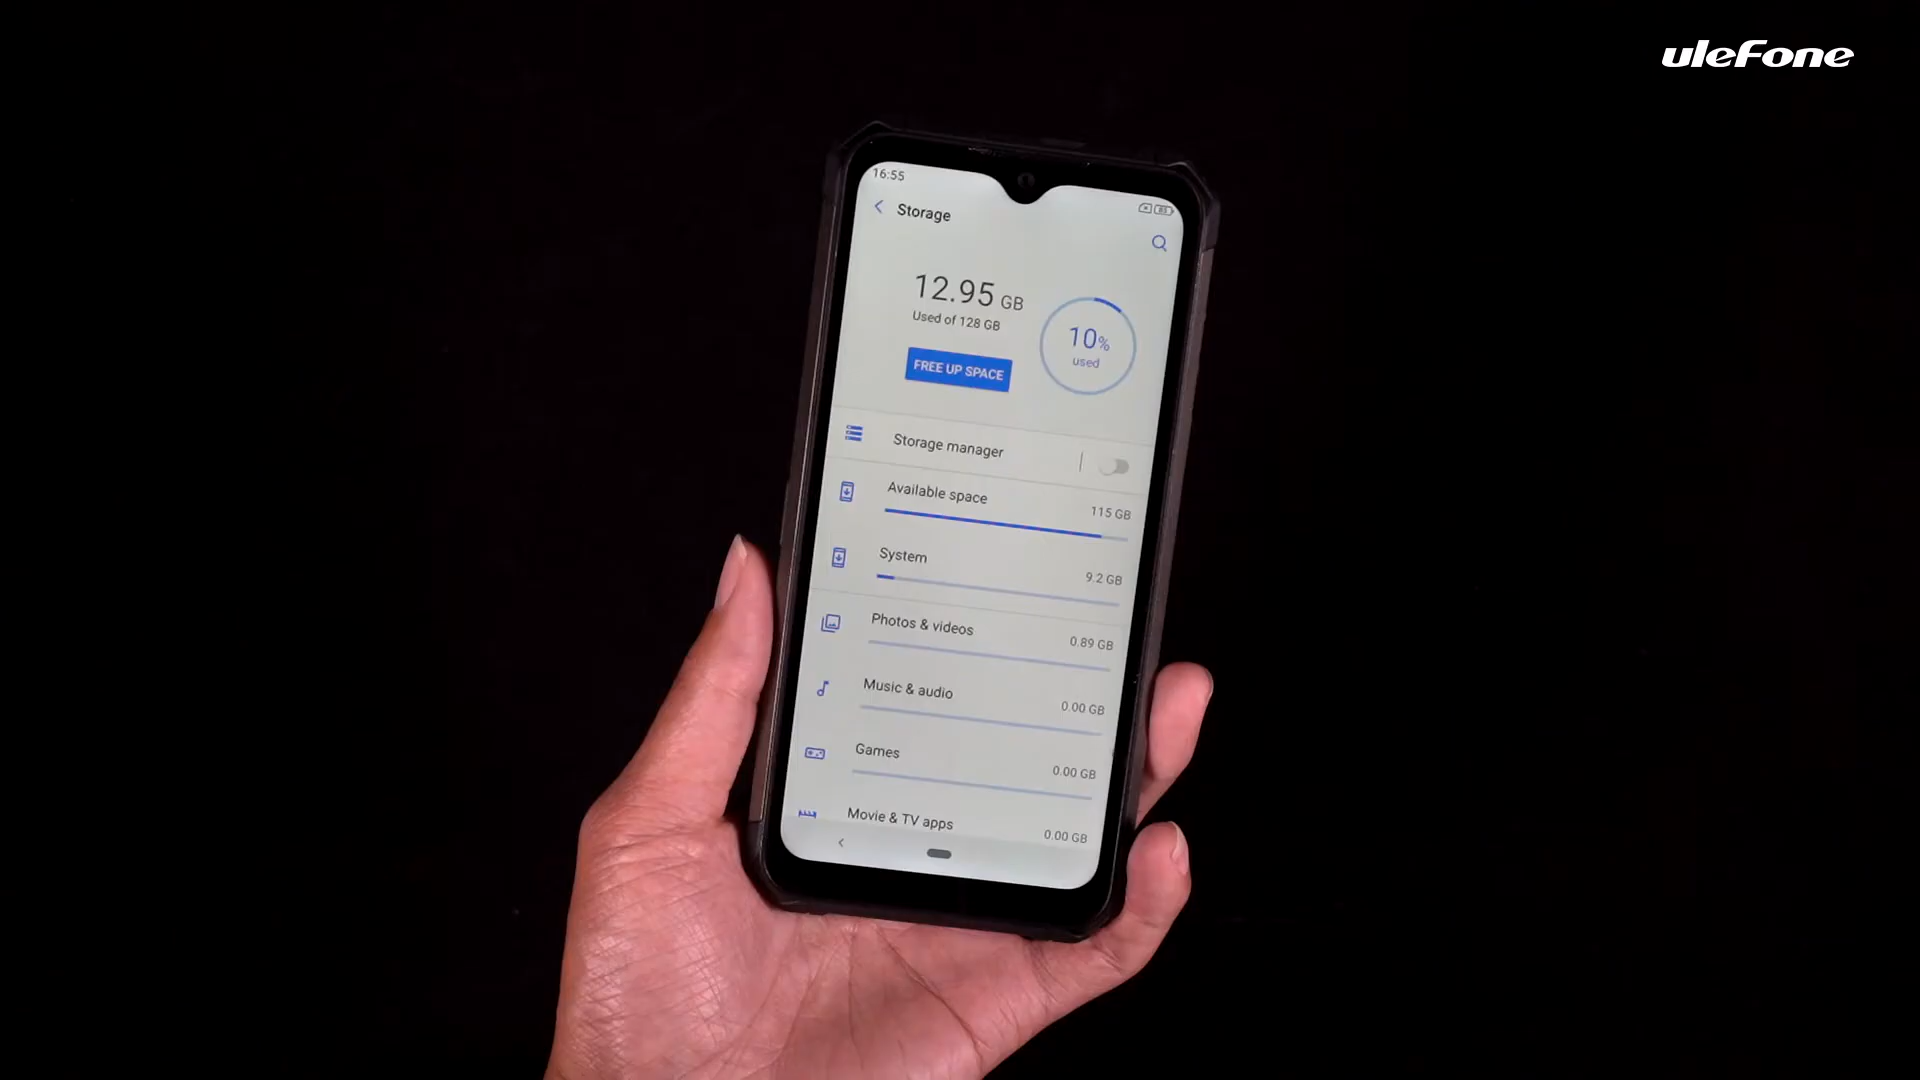 uleFone
16:55
Storage
12.95 GB
Used of 128 GB
10%
used
FREE UP SPACE
Storage manager
Available space
115 GB
System
9.2 GB
Photos & videos
0.89 GB
Music & audio
0.00 GB
Games
0.00 GB
Movie & TV apps
0.00 GB